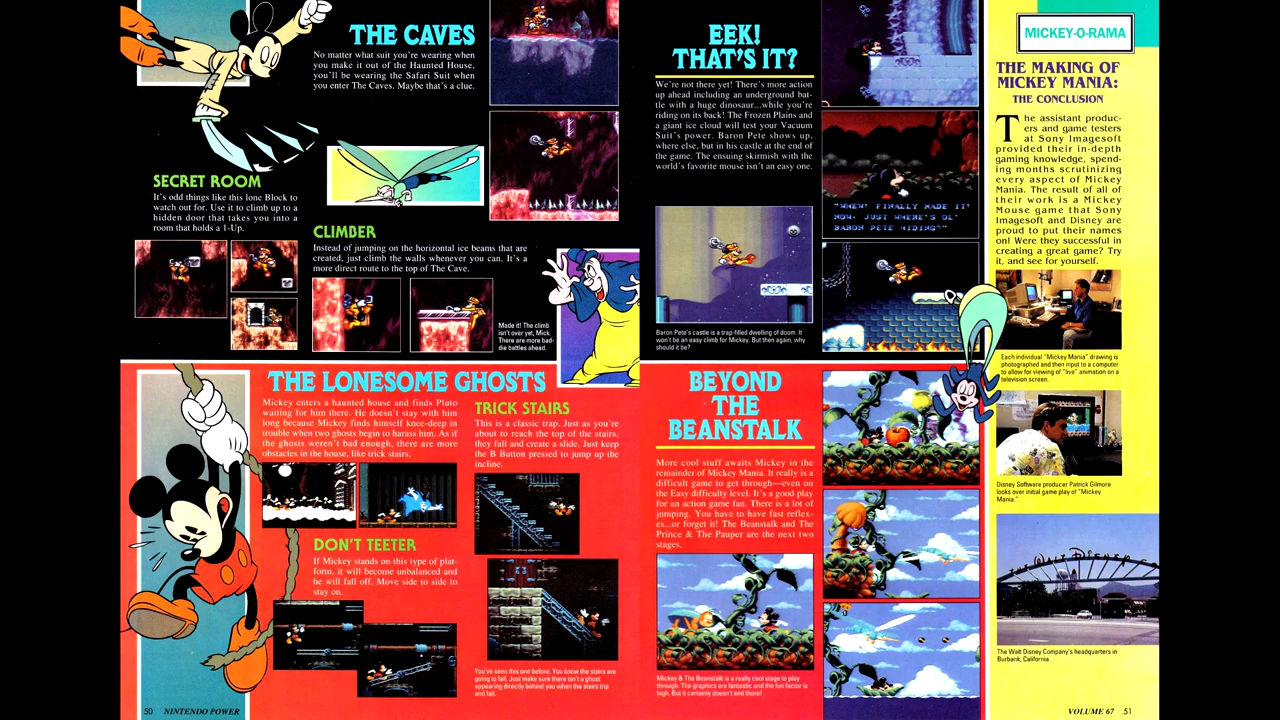 THE CAVES
No matter what suit you're wearing when
you make it out of the Haunted House,
you'll be wearing the Safari Suit when
you enter The Caves. Maybe that's a clue.
SECRET ROOM
It's odd things like this lone Block to
watch out for. Use it to climb up to a
hidden door that takes you into a
room that holds a 1-Up.
CLIMBER
Instead of jumping on the horizontal ice beams that are
created, just climb the walls whenever you can. It's a
more direct route to the top of The Cave.
Made it! The climb
isn't over yet, Mick.
There are more bad-
die battles ahead.
THE LONESOME GHOSTS
Mickey enters a haunted house and finds Pluto
waiting for him there. He doesn't stay with him
long because Mickey finds himself knee-deep in
trouble when two ghosts begin to harass him. As if
the ghosts weren't bad enough, there are more
obstacles in the house, like trick stairs.
DON'T TEETER
If Mickey stands on this type of plat-
form, it will become unbalanced and
he will fall off. Move side to side to
stay on.
TRICK STAIRS
This is a classic trap. Just as you're
about to reach the top of the stairs,
they fall and create a slide. Just keep
the B Button pressed to jump up the
incline.
You've seen this one before. You know the stairs are
going to fall. Just make sure there isn't a ghost
appearing directly behind you when the stairs trip
and fall.
50 NINTENDO POWER
EEK!
THAT'S IT?
We're not there yet! There's more action
up ahead including an underground bat-
tle with a huge dinosaur...while you're
riding on its back! The Frozen Plains and
a giant ice cloud will test your Vacuum
Suit's power. Baron Pete shows up,
where else, but in his castle at the end of
the game. The ensuing skirmish with the
world's favorite mouse isn't an easy one.
Baron Pete's castle is a trap-filled dwelling of doom. It
won't be an easy climb for Mickey. But then again, why
should it be?
"WHEW! FINALLY MADE IT!
NOW, JUST WHERE'S OL'
BARON PETE HIDING?"
BEYOND
THE
BEANSTALK
More cool stuff awaits Mickey in the
remainder of Mickey Mania. It really is a
difficult game to get through—even on
the Easy difficulty level. It's a good play
for an action game fan. There is a lot of
jumping. You have to have fast reflex-
es...or forget it! The Beanstalk and The
Prince & The Pauper are the next two
stages.
Mickey & The Beanstalk is a really cool stage to play
through. The graphics are fantastic and the fun factor is
high. But it certainly doesn't end there!
MICKEY-O-RAMA
THE MAKING OF
MICKEY MANIA:
THE CONCLUSION
The assistant produc-
ers and game testers
at Sony Imagesoft
provided their in-depth
gaming knowledge, spend-
ing months scrutinizing
every aspect of Mickey
Mania. The result of all of
their work is a Mickey
Mouse game that Sony
Imagesoft and Disney are
proud to put their names
on! Were they successful in
creating a great game? Try
it, and see for yourself.
Each individual "Mickey Mania" drawing is
photographed and then input to a computer
to allow for viewing of "live" animation on a
television screen.
Disney Software producer Patrick Gilmore
looks over initial game play of "Mickey
Mania."
WALT DISNEY
The Walt Disney Company's headquarters in
Burbank, California.
VOLUME 67 51